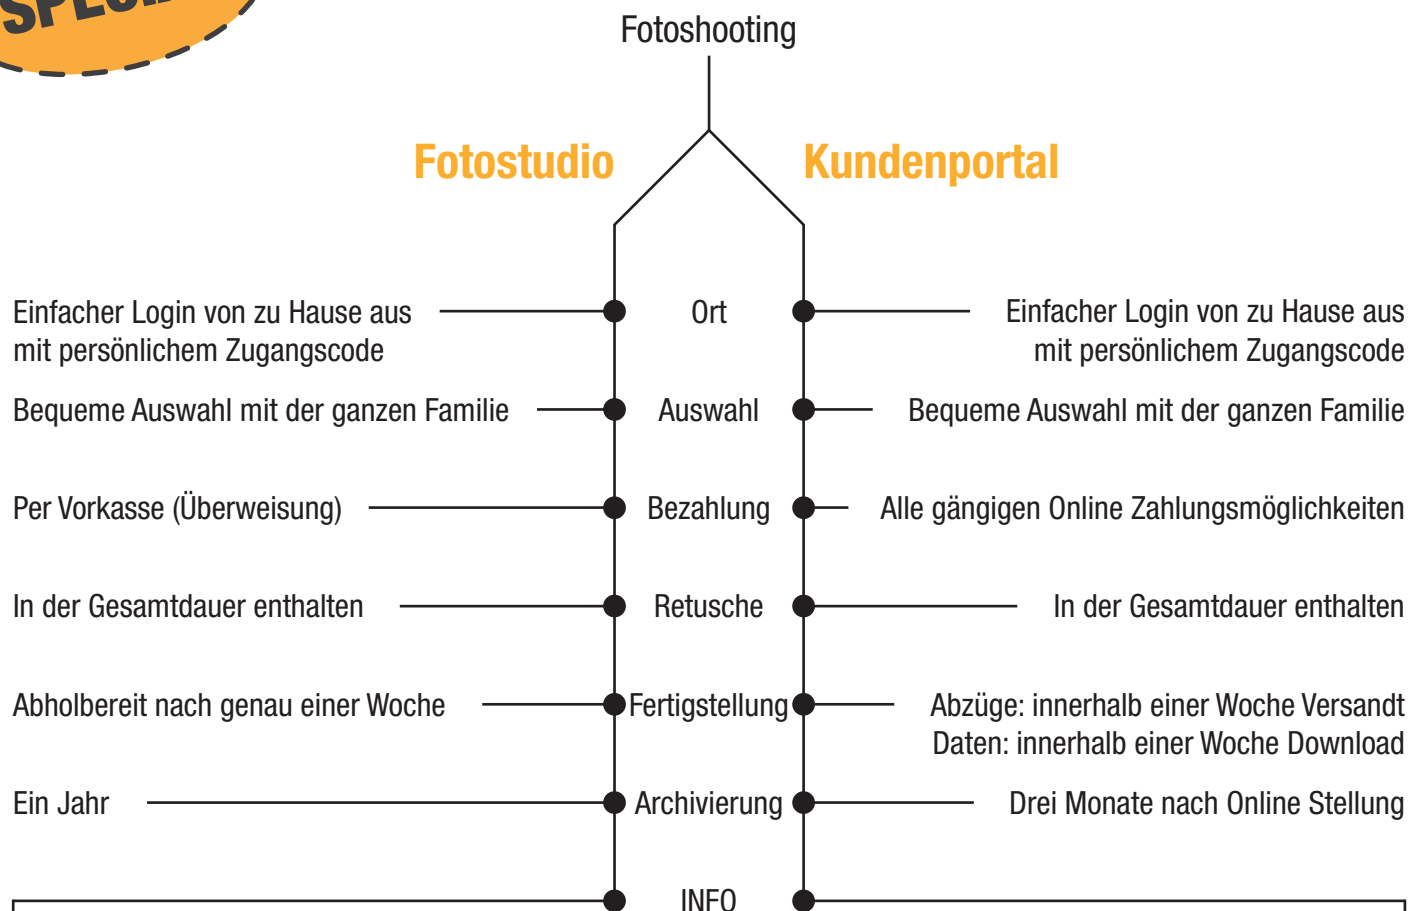 Fotoshooting
Fotostudio
Kundenportal
Einfacher Login von zu Hause aus
mit persönlichem Zugangscode
Ort
Einfacher Login von zu Hause aus
mit persönlichem Zugangscode
Bequeme Auswahl mit der ganzen Familie
Auswahl
Bequeme Auswahl mit der ganzen Familie
Per Vorkasse (Überweisung)
Bezahlung
Alle gängigen Online Zahlungsmöglichkeiten
In der Gesamtdauer enthalten
Retusche
In der Gesamtdauer enthalten
Abholbereit nach genau einer Woche
Fertigstellung
Abzüge: innerhalb einer Woche Versandt
Daten: innerhalb einer Woche Download
Ein Jahr
Archivierung
Drei Monate nach Online Stellung
INFO